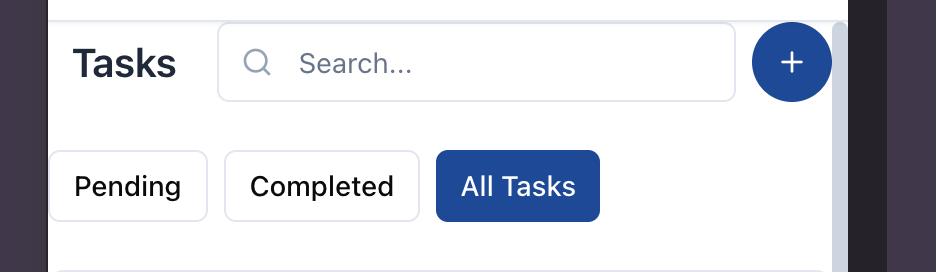 Tasks
Search...
+
Pending
Completed
All Tasks